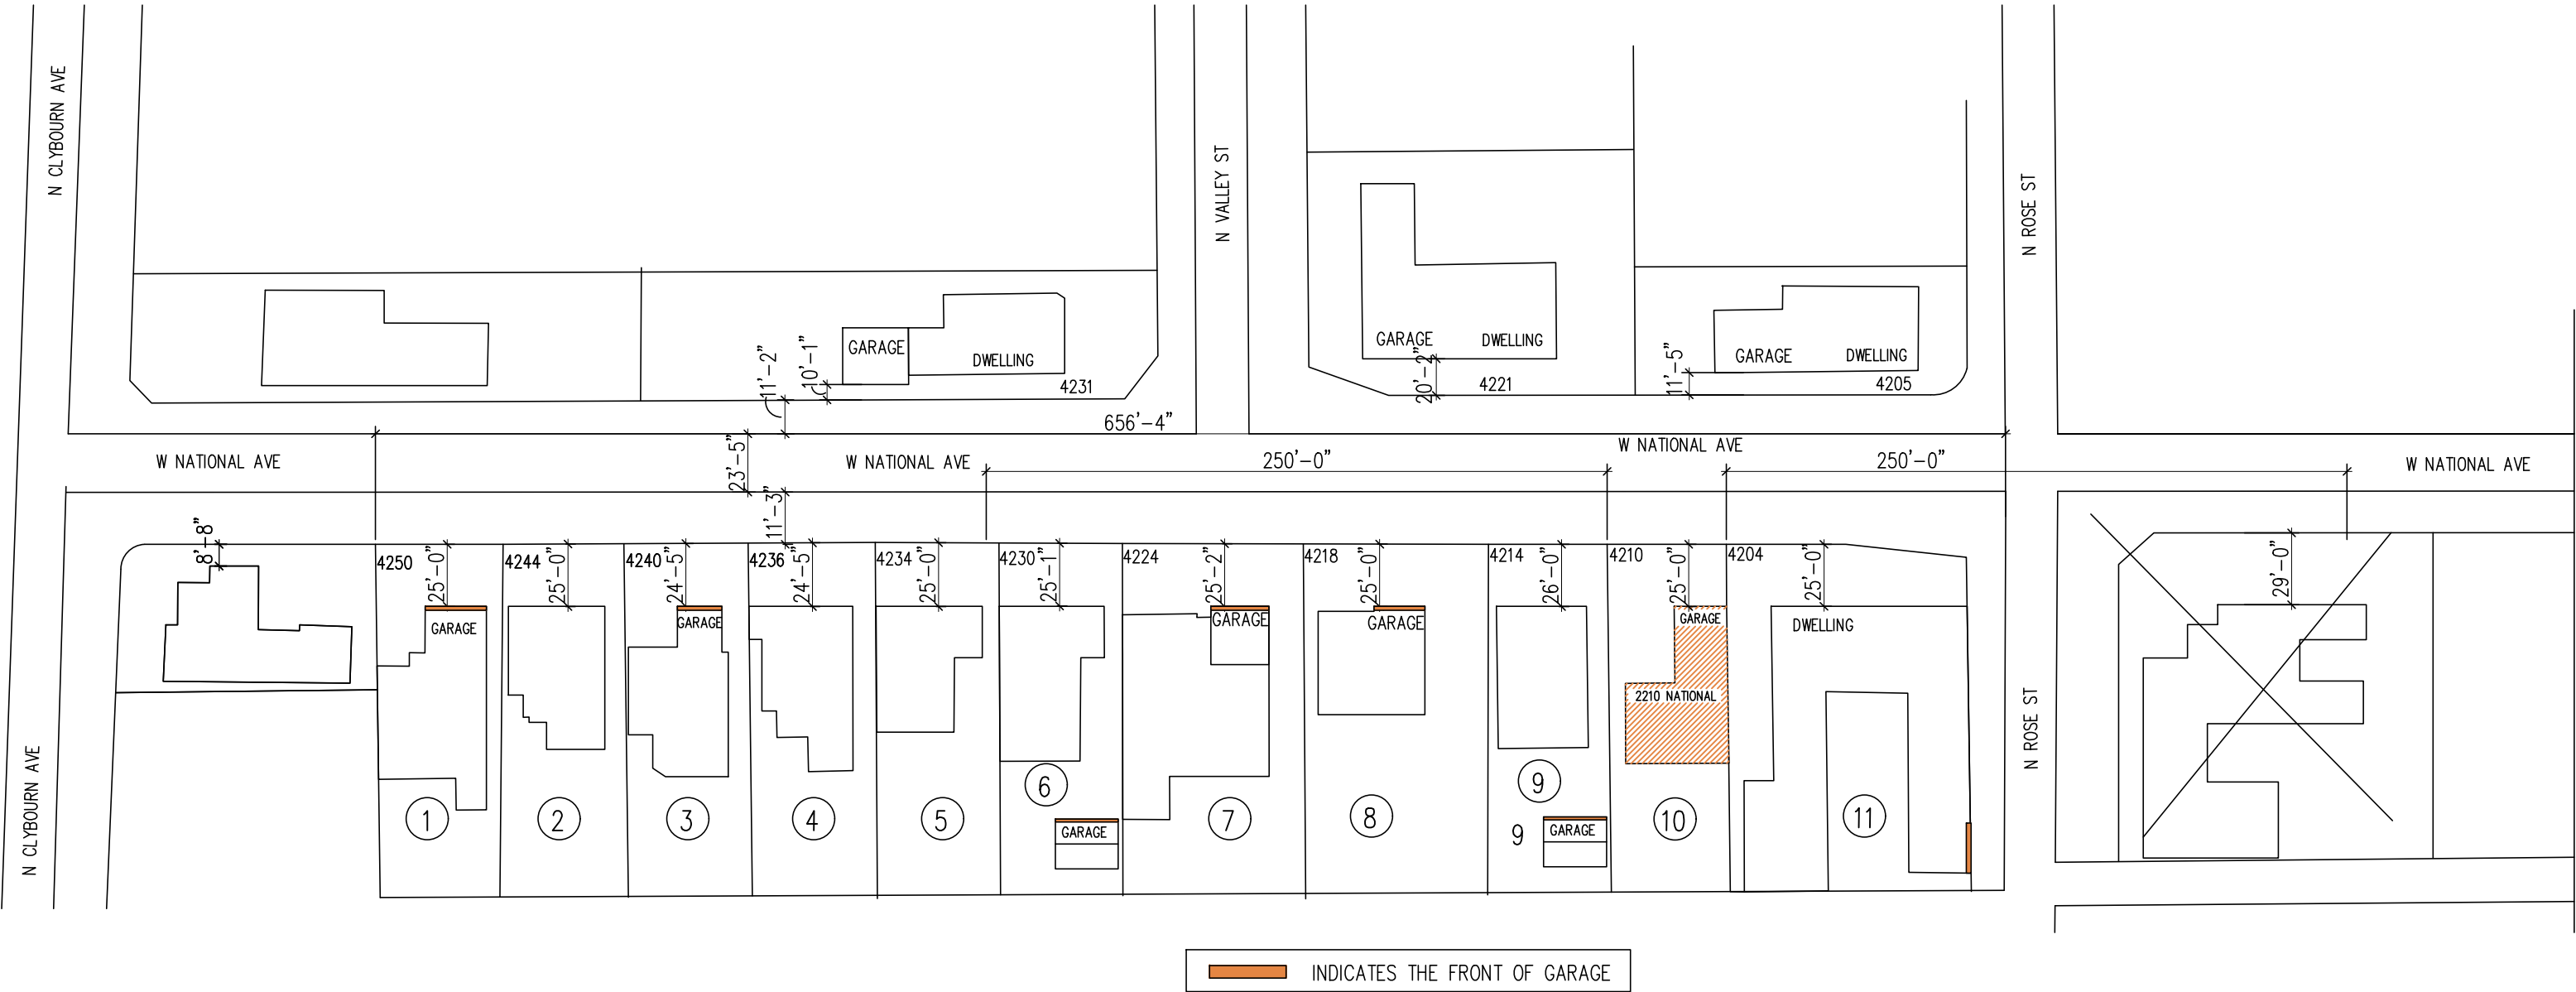 N CLYBOURN AVE
N VALLEY ST
N ROSE ST
GARAGE
DWELLING
4231
11'-2"
10'-1"
GARAGE
DWELLING
20'-2"
4221
GARAGE
DWELLING
11'-5"
4205
656'-4"
W NATIONAL AVE
23'-5"
W NATIONAL AVE
250'-0"
W NATIONAL AVE
250'-0"
W NATIONAL AVE
11'-3"
8'-8"
4250
25'-0"
4244
25'-0"
4240
24'-5"
4236
24'-5"
4234
25'-0"
4230
25'-1"
4224
25'-2"
4218
25'-0"
4214
26'-0"
4210
25'-0"
4204
25'-0"
29'-0"
GARAGE
GARAGE
GARAGE
GARAGE
GARAGE
DWELLING
2210 NATIONAL
N CLYBOURN AVE
N ROSE ST
1
2
3
4
5
6
7
8
9
10
11
GARAGE
9
GARAGE
INDICATES THE FRONT OF GARAGE